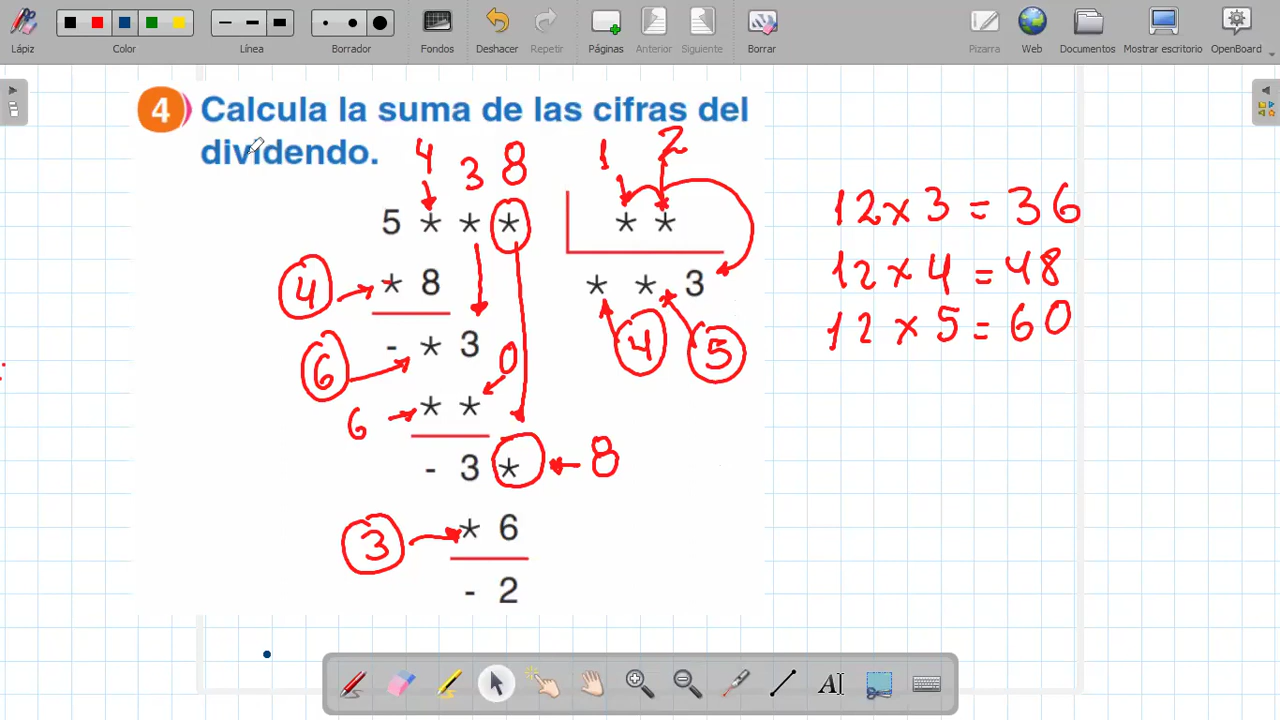 Lápiz Color Línea Borrador Fondos Deshacer Repetir Páginas Anterior Siguiente Borrar Pizarra Web Documentos Mostrar escritorio OpenBoard
4 Calcula la suma de las cifras del
dividendo.
4 3 8 1 2
5 * * * * *
4 * 8 * * 3
4 5
6 - * 3 0
6 * *
- 3 * 8
3 * 6
- 2
12 x 3 = 36
12 x 4 = 48
12 x 5 = 60